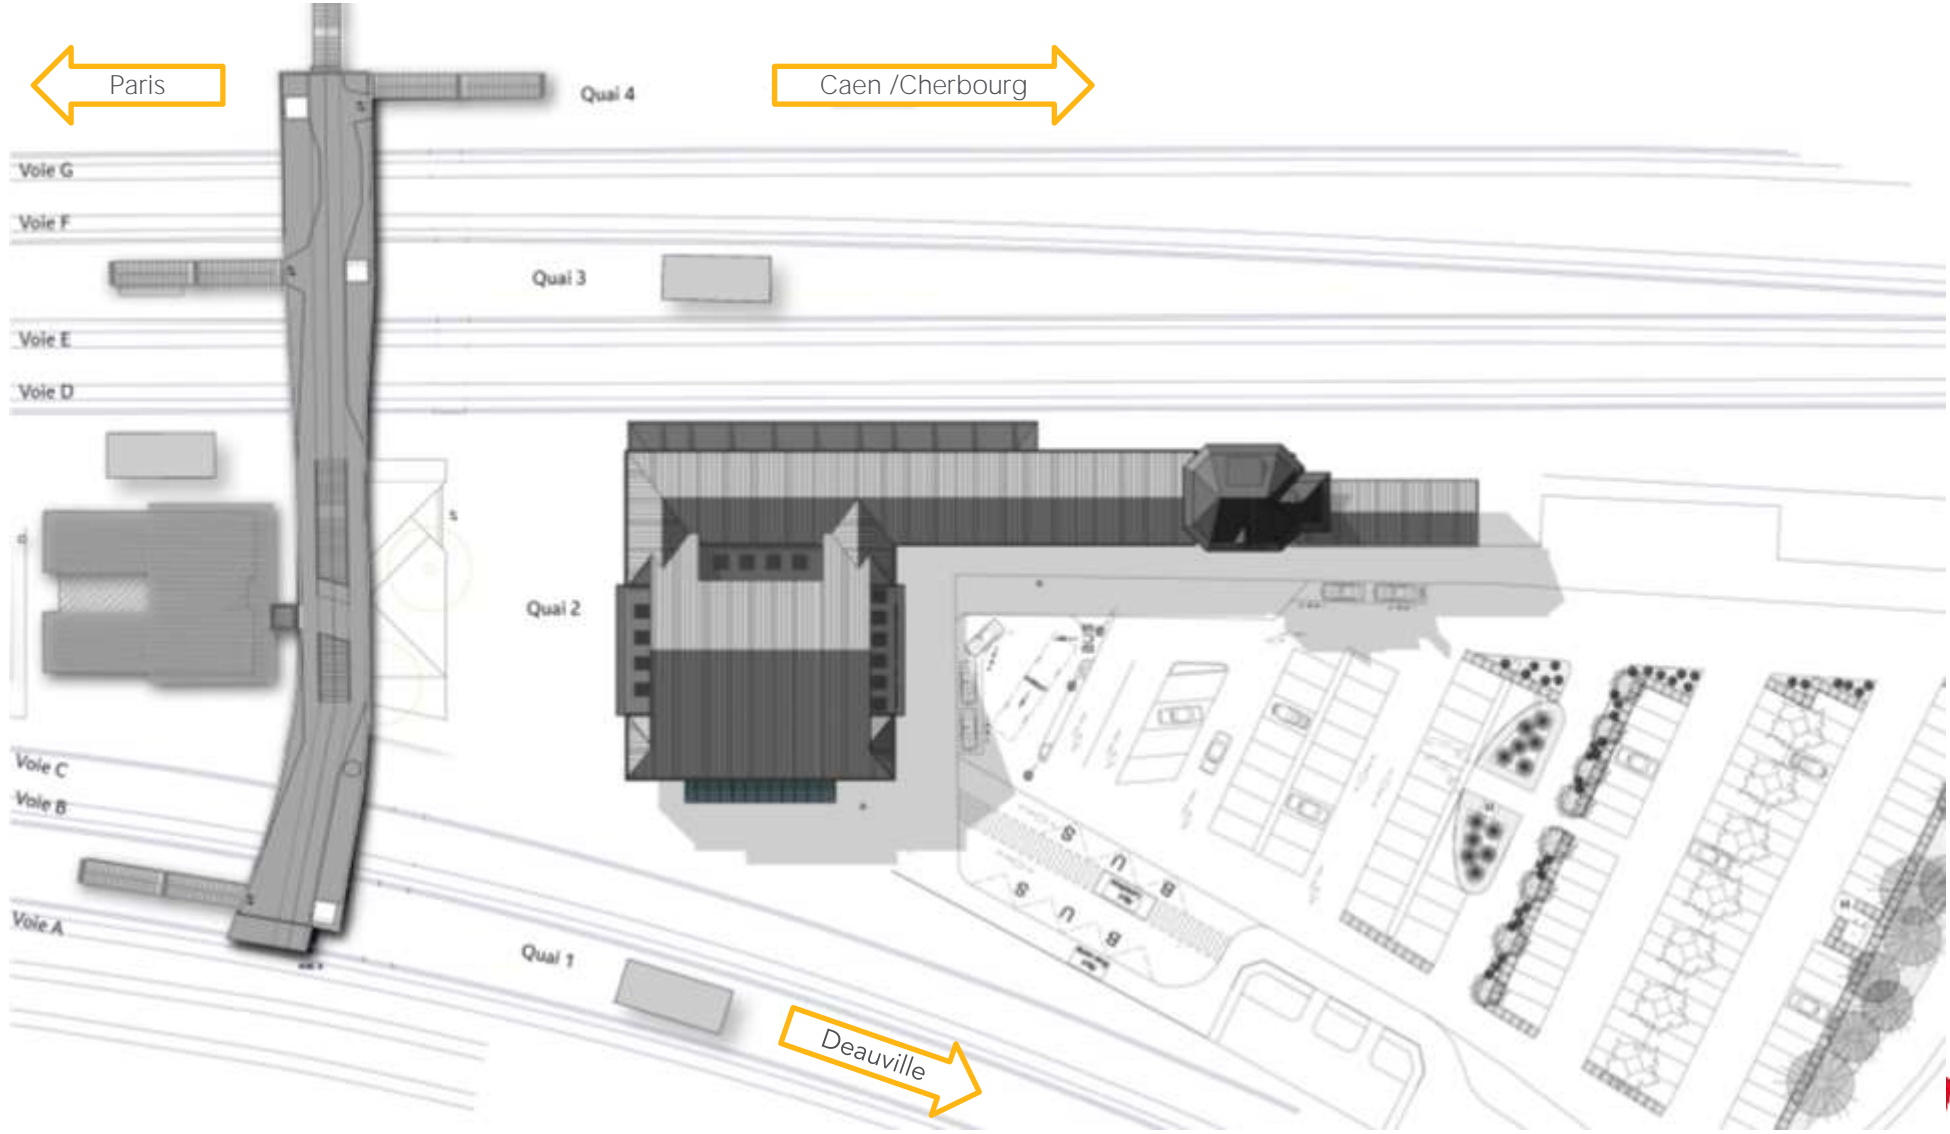 Paris
Caen /Cherbourg
Quai 4
Voie G
Voie F
Quai 3
Voie E
Voie D
Quai 2
Voie C
Voie B
Voie A
Quai 1
Deauville
BUS
B U S
B U S